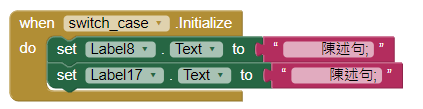 when switch_case .Initialize
do set Label8 . Text to “ 陳述句; ”
set Label17 . Text to “ 陳述句; ”